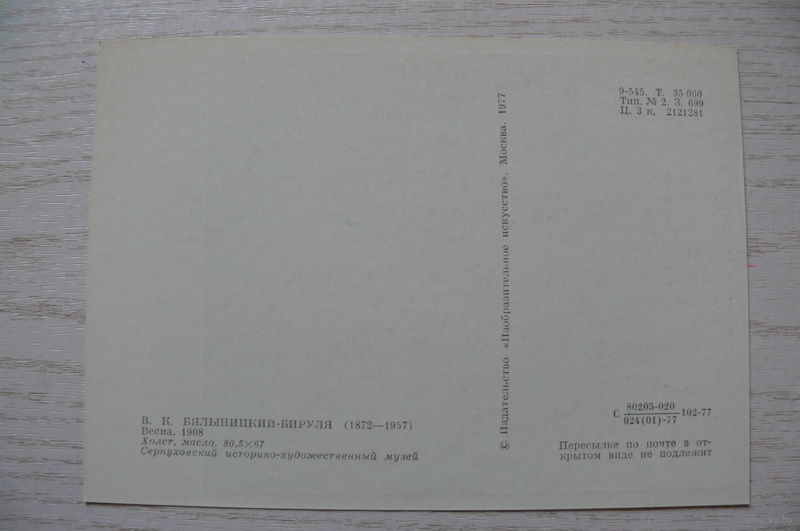 9-545. Т. 35 000
Тип. № 2. З. 699
Ц. 3 к. 2121281
© Издательство «Изобразительное искусство». Москва. 1977
В. К. БЯЛЫНИЦКИЙ-БИРУЛЯ (1872—1957)
Весна. 1908
Холст, масло. 80,5×67
Серпуховский историко-художественный музей
С 80205-020/024(01)-77 102-77
Пересылке по почте в от-
крытом виде не подлежит